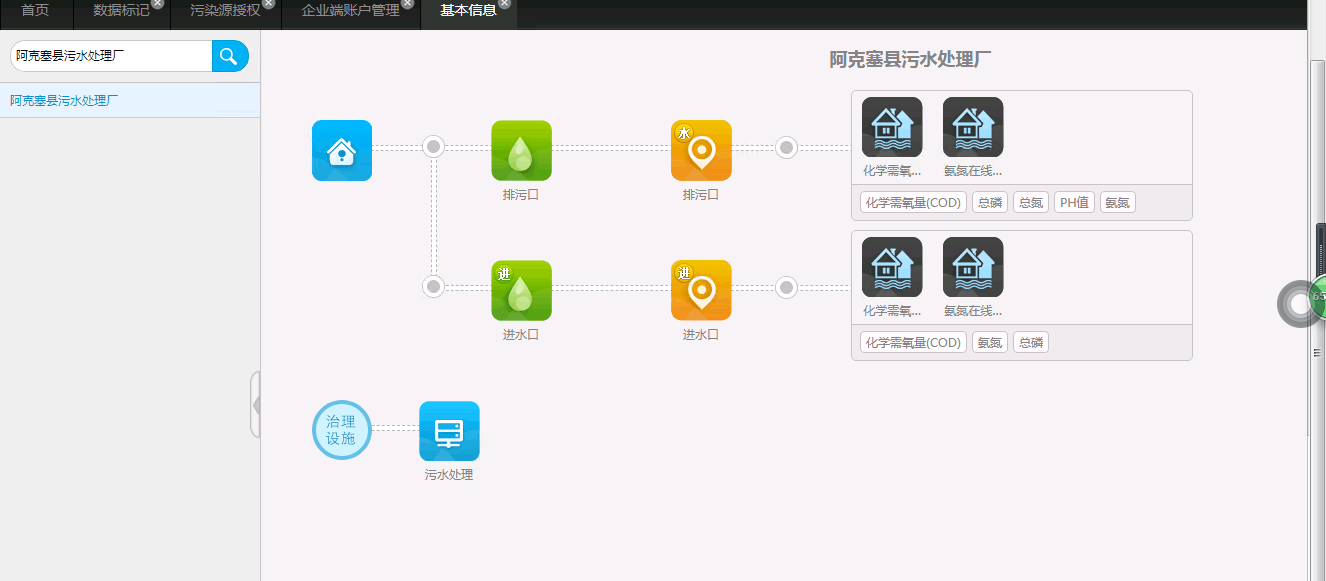 首页 数据标记 污染源授权 企业端账户管理 基本信息
阿克塞县污水处理厂
阿克塞县污水处理厂
阿克塞县污水处理厂
水
化学需氧... 氨氮在线...
排污口 排污口
化学需氧量(COD) 总磷 总氮 PH值 氨氮
进 进
化学需氧... 氨氮在线...
进水口 进水口
化学需氧量(COD) 氨氮 总磷
治理
设施
污水处理
65